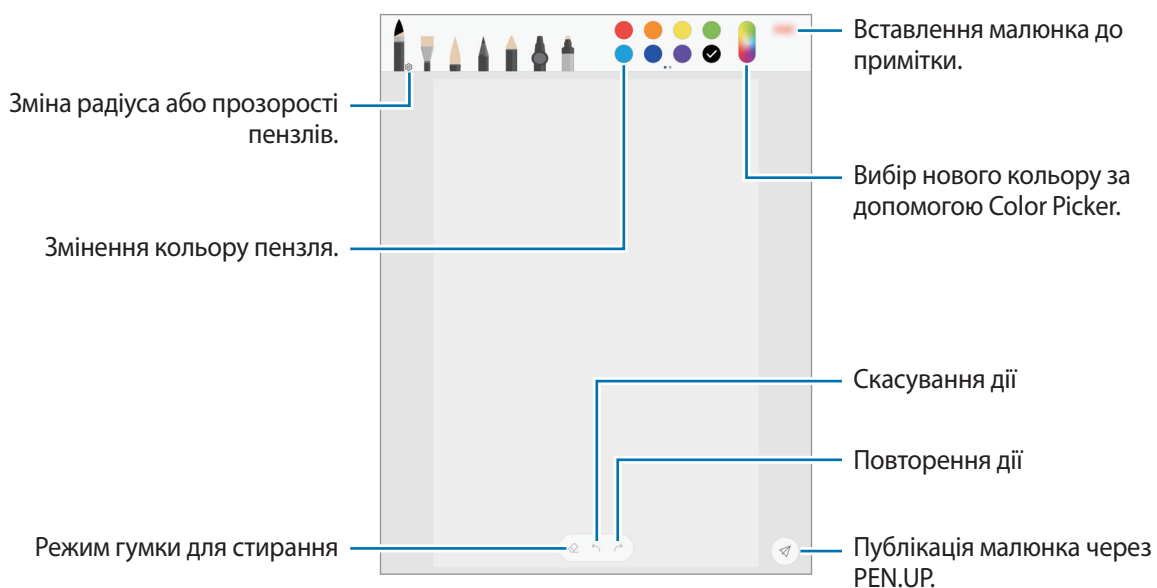 Вставлення малюнка до
примітки.
Зміна радіуса або прозорості
пензлів.
Вибір нового кольору за
допомогою Color Picker.
Змінення кольору пензля.
Скасування дії
Повторення дії
Режим гумки для стирання
Публікація малюнка через
PEN.UP.